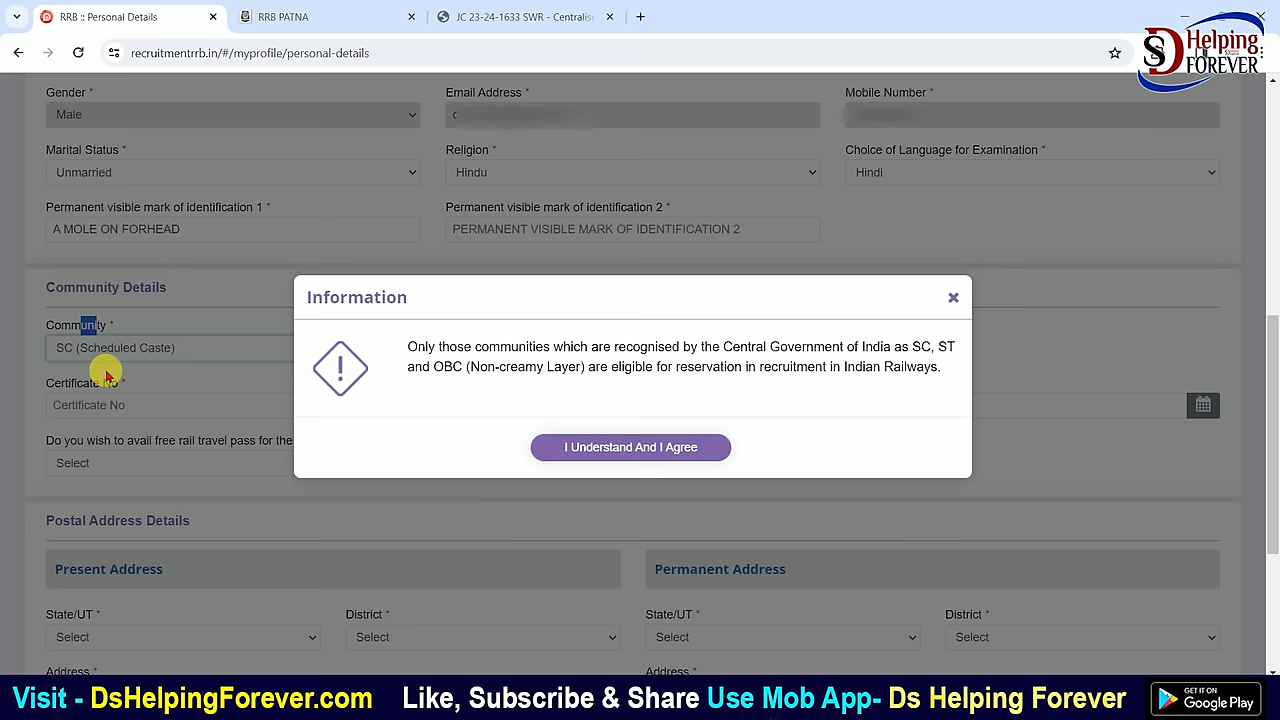 RRB :: Personal Details
RRB PATNA
JC 23-24-1633 SWR - Centralise
recruitmentrrb.in/#/myprofile/personal-details
SD Helping FOREVER
Gender *
Email Address *
Mobile Number *
Male
Marital Status *
Religion *
Choice of Language for Examination *
Unmarried
Hindu
Hindi
Permanent visible mark of identification 1 *
Permanent visible mark of identification 2 *
A MOLE ON FORHEAD
PERMANENT VISIBLE MARK OF IDENTIFICATION 2
Community Details
Community *
SC (Scheduled Caste)
Certificate No *
Certificate No
Do you wish to avail free rail travel pass for the
Select
Information
Only those communities which are recognised by the Central Government of India as SC, ST
and OBC (Non-creamy Layer) are eligible for reservation in recruitment in Indian Railways.
I Understand And I Agree
Postal Address Details
Present Address
Permanent Address
State/UT *
District *
State/UT *
District *
Select
Select
Select
Select
Address *
Address *
Visit - DsHelpingForever.com Like, Subscribe & Share Use Mob App- Ds Helping Forever
GET IT ON
Google Play